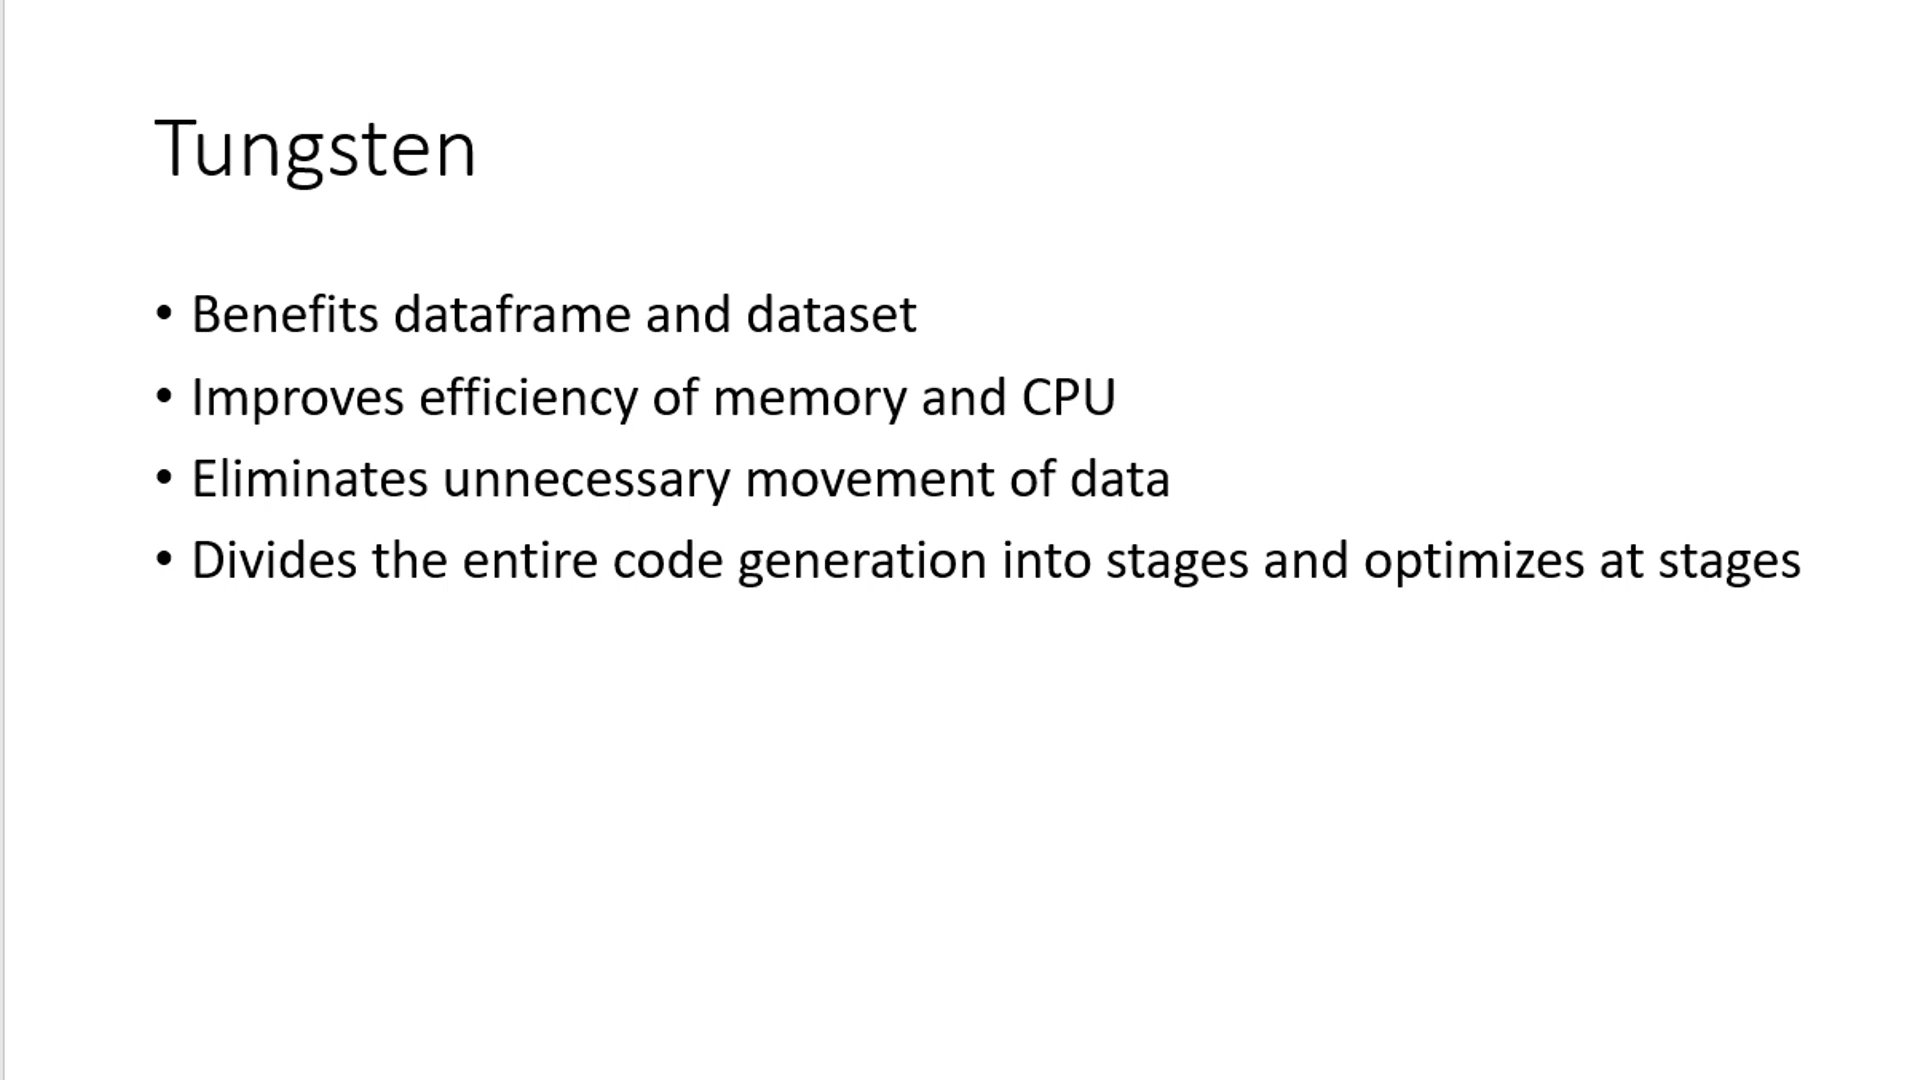 Tungsten
• Benefits dataframe and dataset
• Improves efficiency of memory and CPU
• Eliminates unnecessary movement of data
• Divides the entire code generation into stages and optimizes at stages